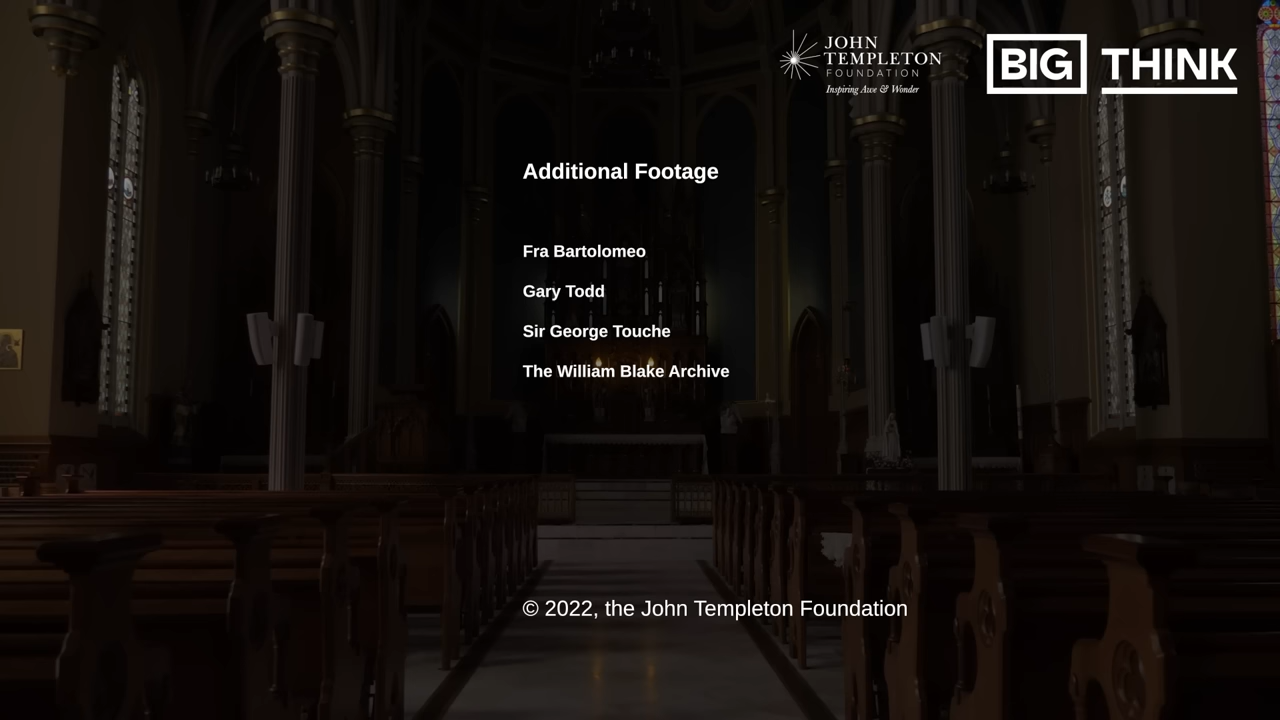 JOHN
TEMPLETON
FOUNDATION
Inspiring Awe & Wonder
BIG THINK
Additional Footage
Fra Bartolomeo
Gary Todd
Sir George Touche
The William Blake Archive
© 2022, the John Templeton Foundation